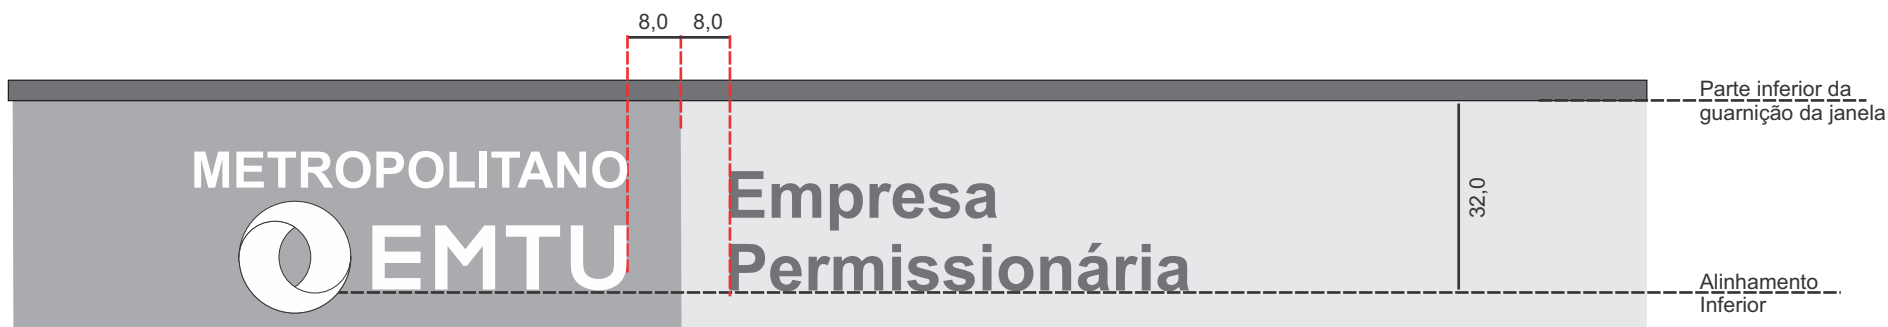 8,0 8,0
Parte inferior da
guarnição da janela
METROPOLITANO
EMTU
Empresa
Permissionária
32,0
Alinhamento
Inferior